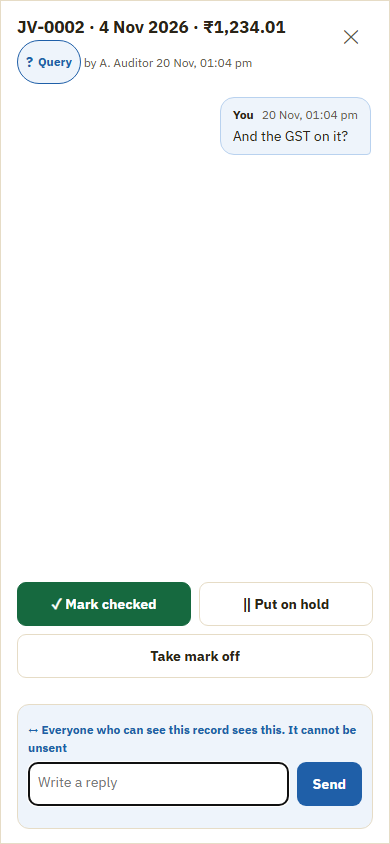 JV-0002 · 4 Nov 2026 · ₹1,234.01
? Query by A. Auditor 20 Nov, 01:04 pm
You 20 Nov, 01:04 pm
And the GST on it?
✓ Mark checked
|| Put on hold
Take mark off
↔ Everyone who can see this record sees this. It cannot be
unsent
Write a reply
Send